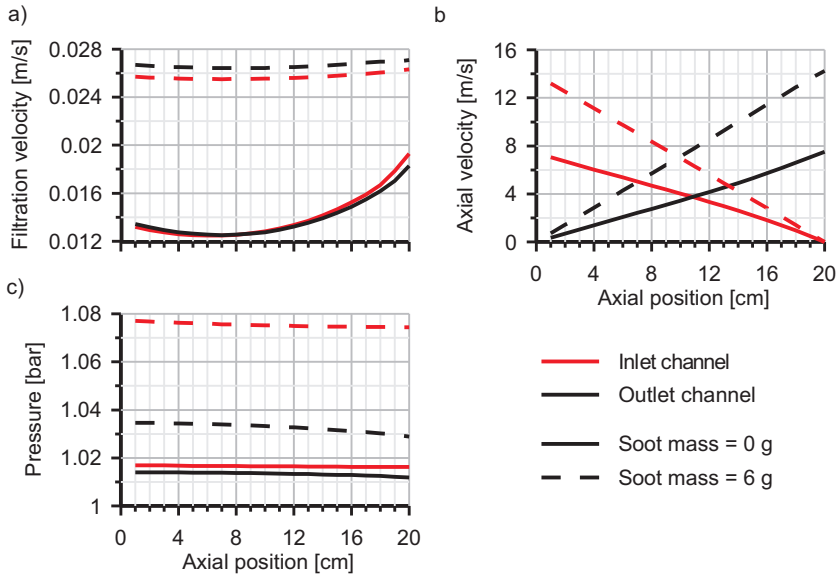 a)
Filtration velocity [m/s]
0.028
0.024
0.02
0.016
0.012
b
Axial velocity [m/s]
16
12
8
4
0
0 4 8 12 16 20
Axial position [cm]
c)
Pressure [bar]
1.08
1.06
1.04
1.02
1
0 4 8 12 16 20
Axial position [cm]
Inlet channel
Outlet channel
Soot mass = 0 g
Soot mass = 6 g